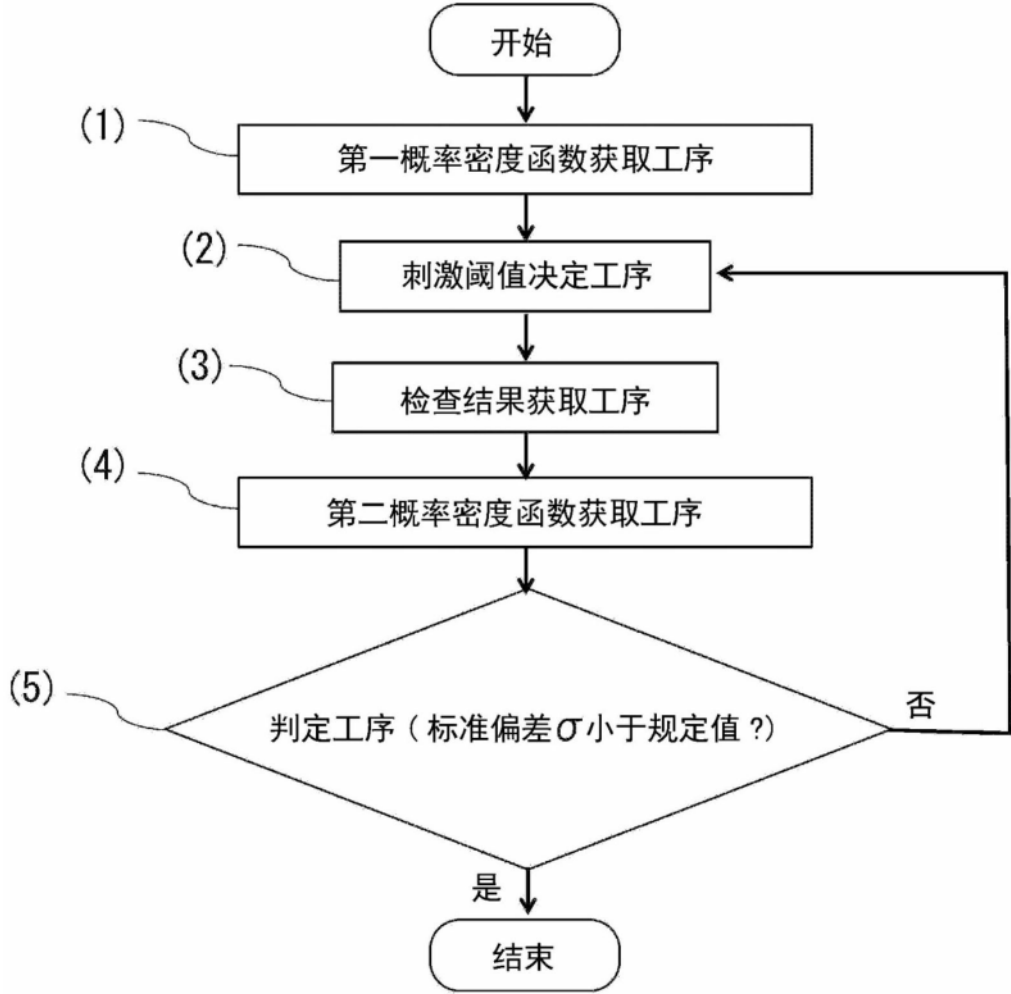 开始
(1)
第一概率密度函数获取工序
(2)
刺激阈值决定工序
(3)
检查结果获取工序
(4)
第二概率密度函数获取工序
(5)
判定工序(标准偏差σ小于规定值?)
否
是
结束